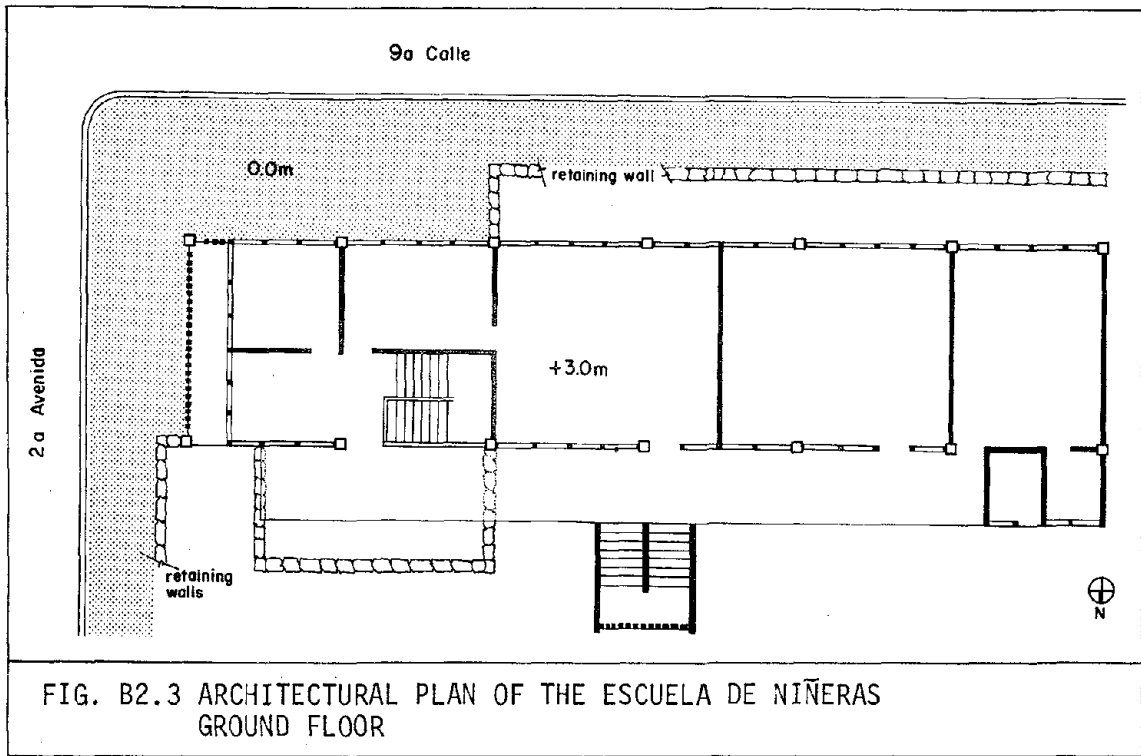 9a Calle
0.0m
retaining wall
+3.0m
2a Avenida
retaining
walls
N
FIG. B2.3 ARCHITECTURAL PLAN OF THE ESCUELA DE NIÑERAS
GROUND FLOOR